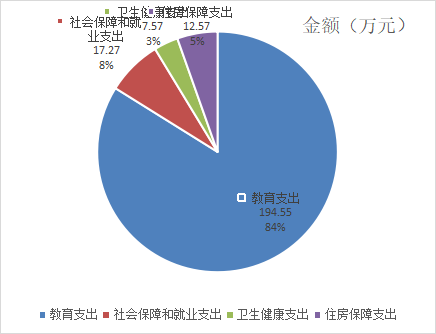 金额（万元）
卫生健康支出
7.57
3%
住房保障支出
12.57
5%
社会保障和就
业支出
17.27
8%
教育支出
194.55
84%
教育支出 社会保障和就业支出 卫生健康支出 住房保障支出